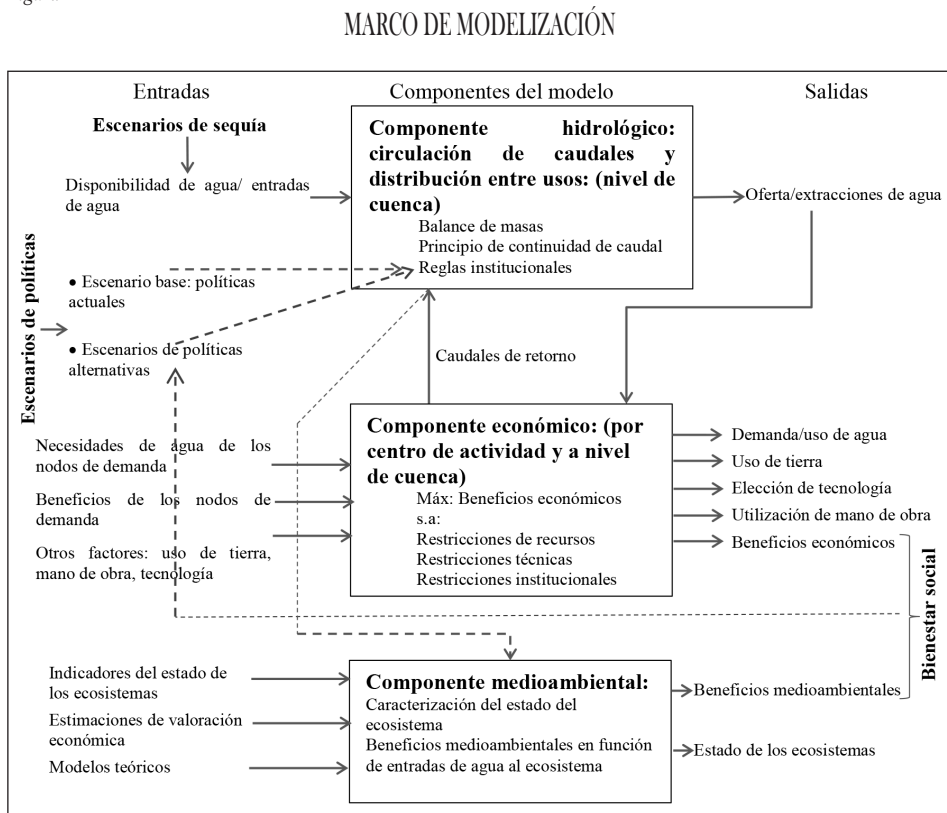 MARCO DE MODELIZACIÓN
Entradas
Componentes del modelo
Salidas
Escenarios de sequía
Disponibilidad de agua/ entradas
de agua
Escenarios de políticas
● Escenario base: políticas
actuales
● Escenarios de políticas
alternativas
Necesidades de agua de los
nodos de demanda
Beneficios de los nodos de
demanda
Otros factores: uso de tierra,
mano de obra, tecnología
Indicadores del estado de
los ecosistemas
Estimaciones de valoración
económica
Modelos teóricos
Componente hidrológico:
circulación de caudales y
distribución entre usos: (nivel de
cuenca)
Balance de masas
Principio de continuidad de caudal
Reglas institucionales
Caudales de retorno
Componente económico: (por
centro de actividad y a nivel
de cuenca)
Máx: Beneficios económicos
s.a:
Restricciones de recursos
Restricciones técnicas
Restricciones institucionales
Componente medioambiental:
Caracterización del estado del
ecosistema
Beneficios medioambientales en función
de entradas de agua al ecosistema
Oferta/extracciones de agua
Demanda/uso de agua
Uso de tierra
Elección de tecnología
Utilización de mano de obra
Beneficios económicos
Bienestar social
Beneficios medioambientales
Estado de los ecosistemas